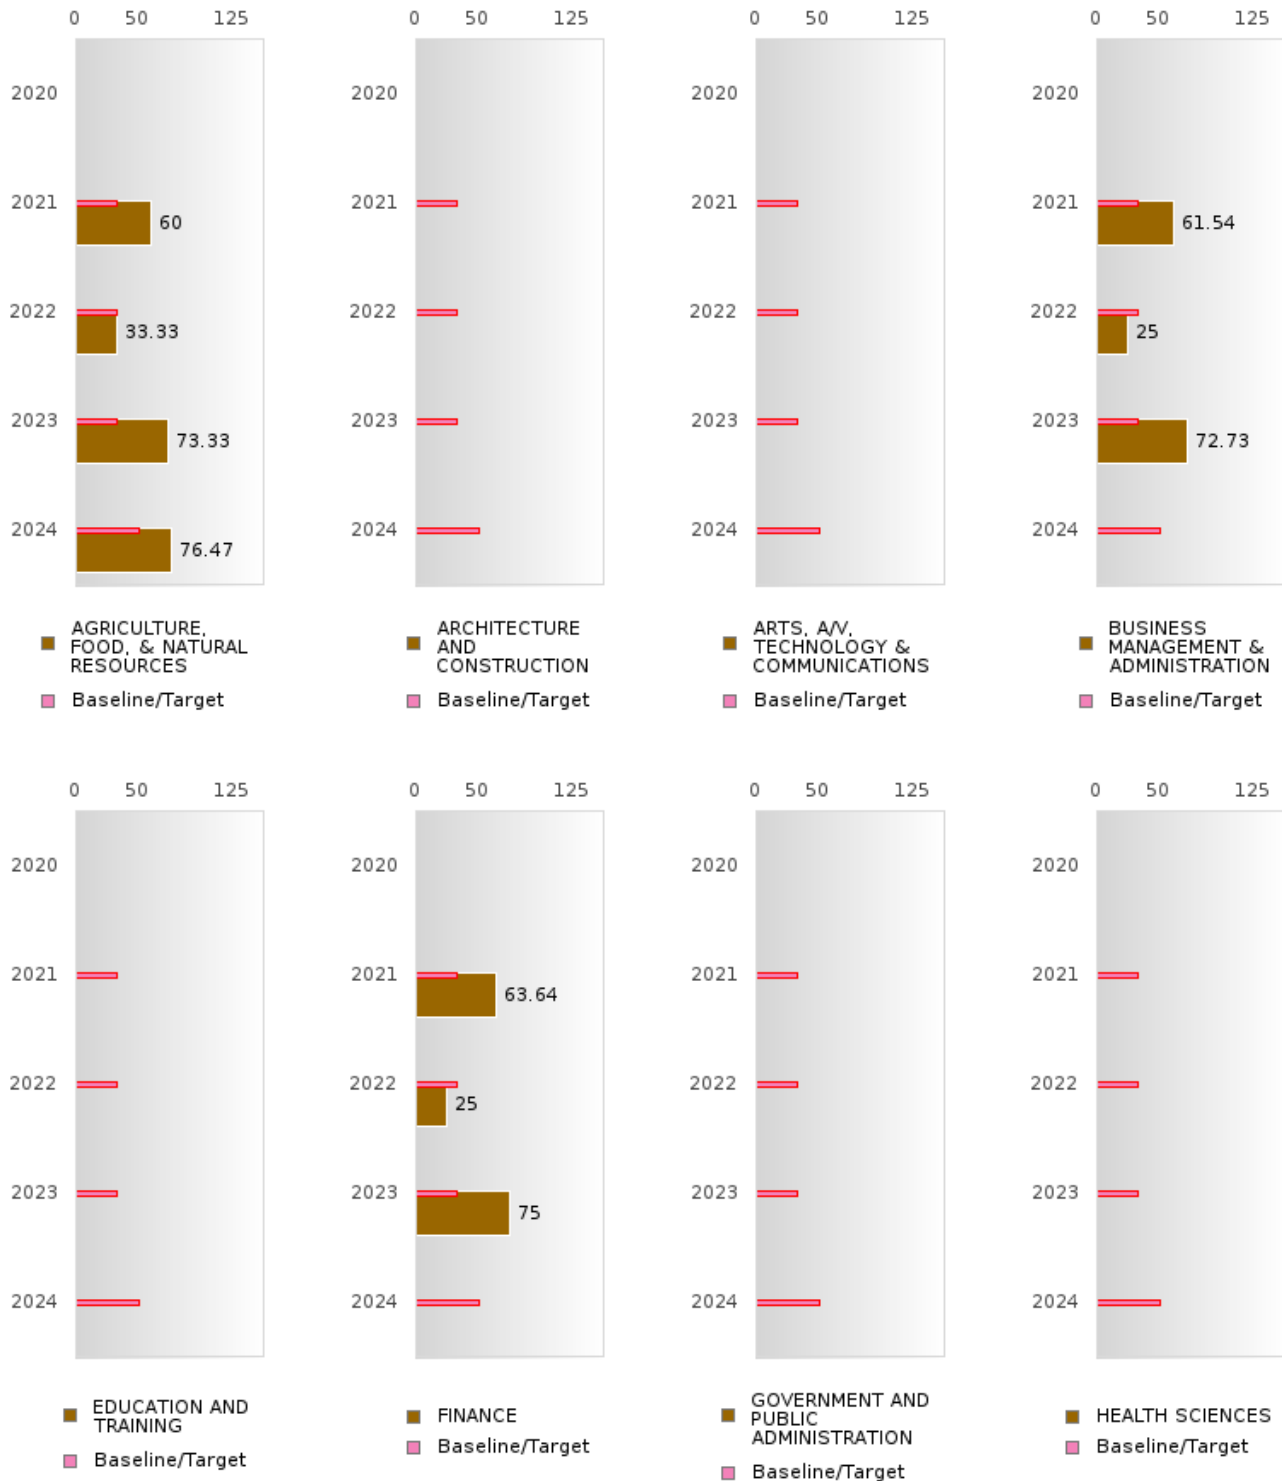 0 50 125
2020
2021
60
2022
33.33
2023
73.33
2024
76.47
AGRICULTURE,
FOOD, & NATURAL
RESOURCES
Baseline/Target
0 50 125
2020
2021
2022
2023
2024
ARCHITECTURE
AND
CONSTRUCTION
Baseline/Target
0 50 125
2020
2021
2022
2023
2024
ARTS, A/V,
TECHNOLOGY &
COMMUNICATIONS
Baseline/Target
0 50 125
2020
2021
61.54
2022
25
2023
72.73
2024
BUSINESS
MANAGEMENT &
ADMINISTRATION
Baseline/Target
0 50 125
2020
2021
2022
2023
2024
EDUCATION AND
TRAINING
Baseline/Target
0 50 125
2020
2021
63.64
2022
25
2023
75
2024
FINANCE
Baseline/Target
0 50 125
2020
2021
2022
2023
2024
GOVERNMENT AND
PUBLIC
ADMINISTRATION
Baseline/Target
0 50 125
2020
2021
2022
2023
2024
HEALTH SCIENCES
Baseline/Target